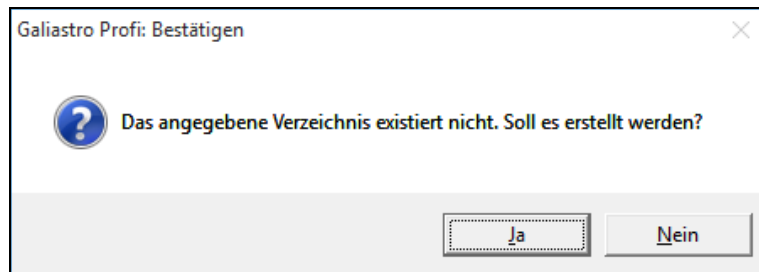 Galiastro Profi: Bestätigen
Das angegebene Verzeichnis existiert nicht. Soll es erstellt werden?
Ja
Nein